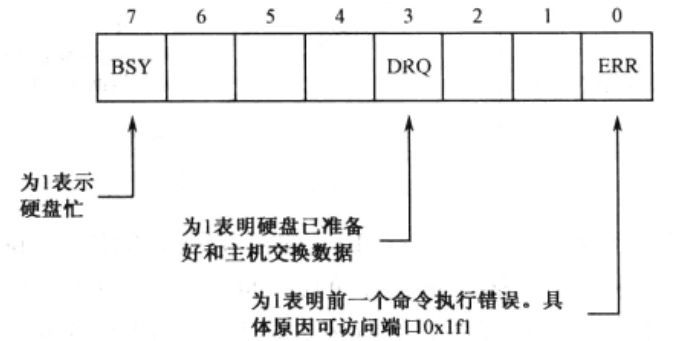 7 6 5 4 3 2 1 0
BSY DRQ ERR
为1表示
硬盘忙
为1表明硬盘已准备
好和主机交换数据
为1表明前一个命令执行错误。具
体原因可访问端口0x1f1